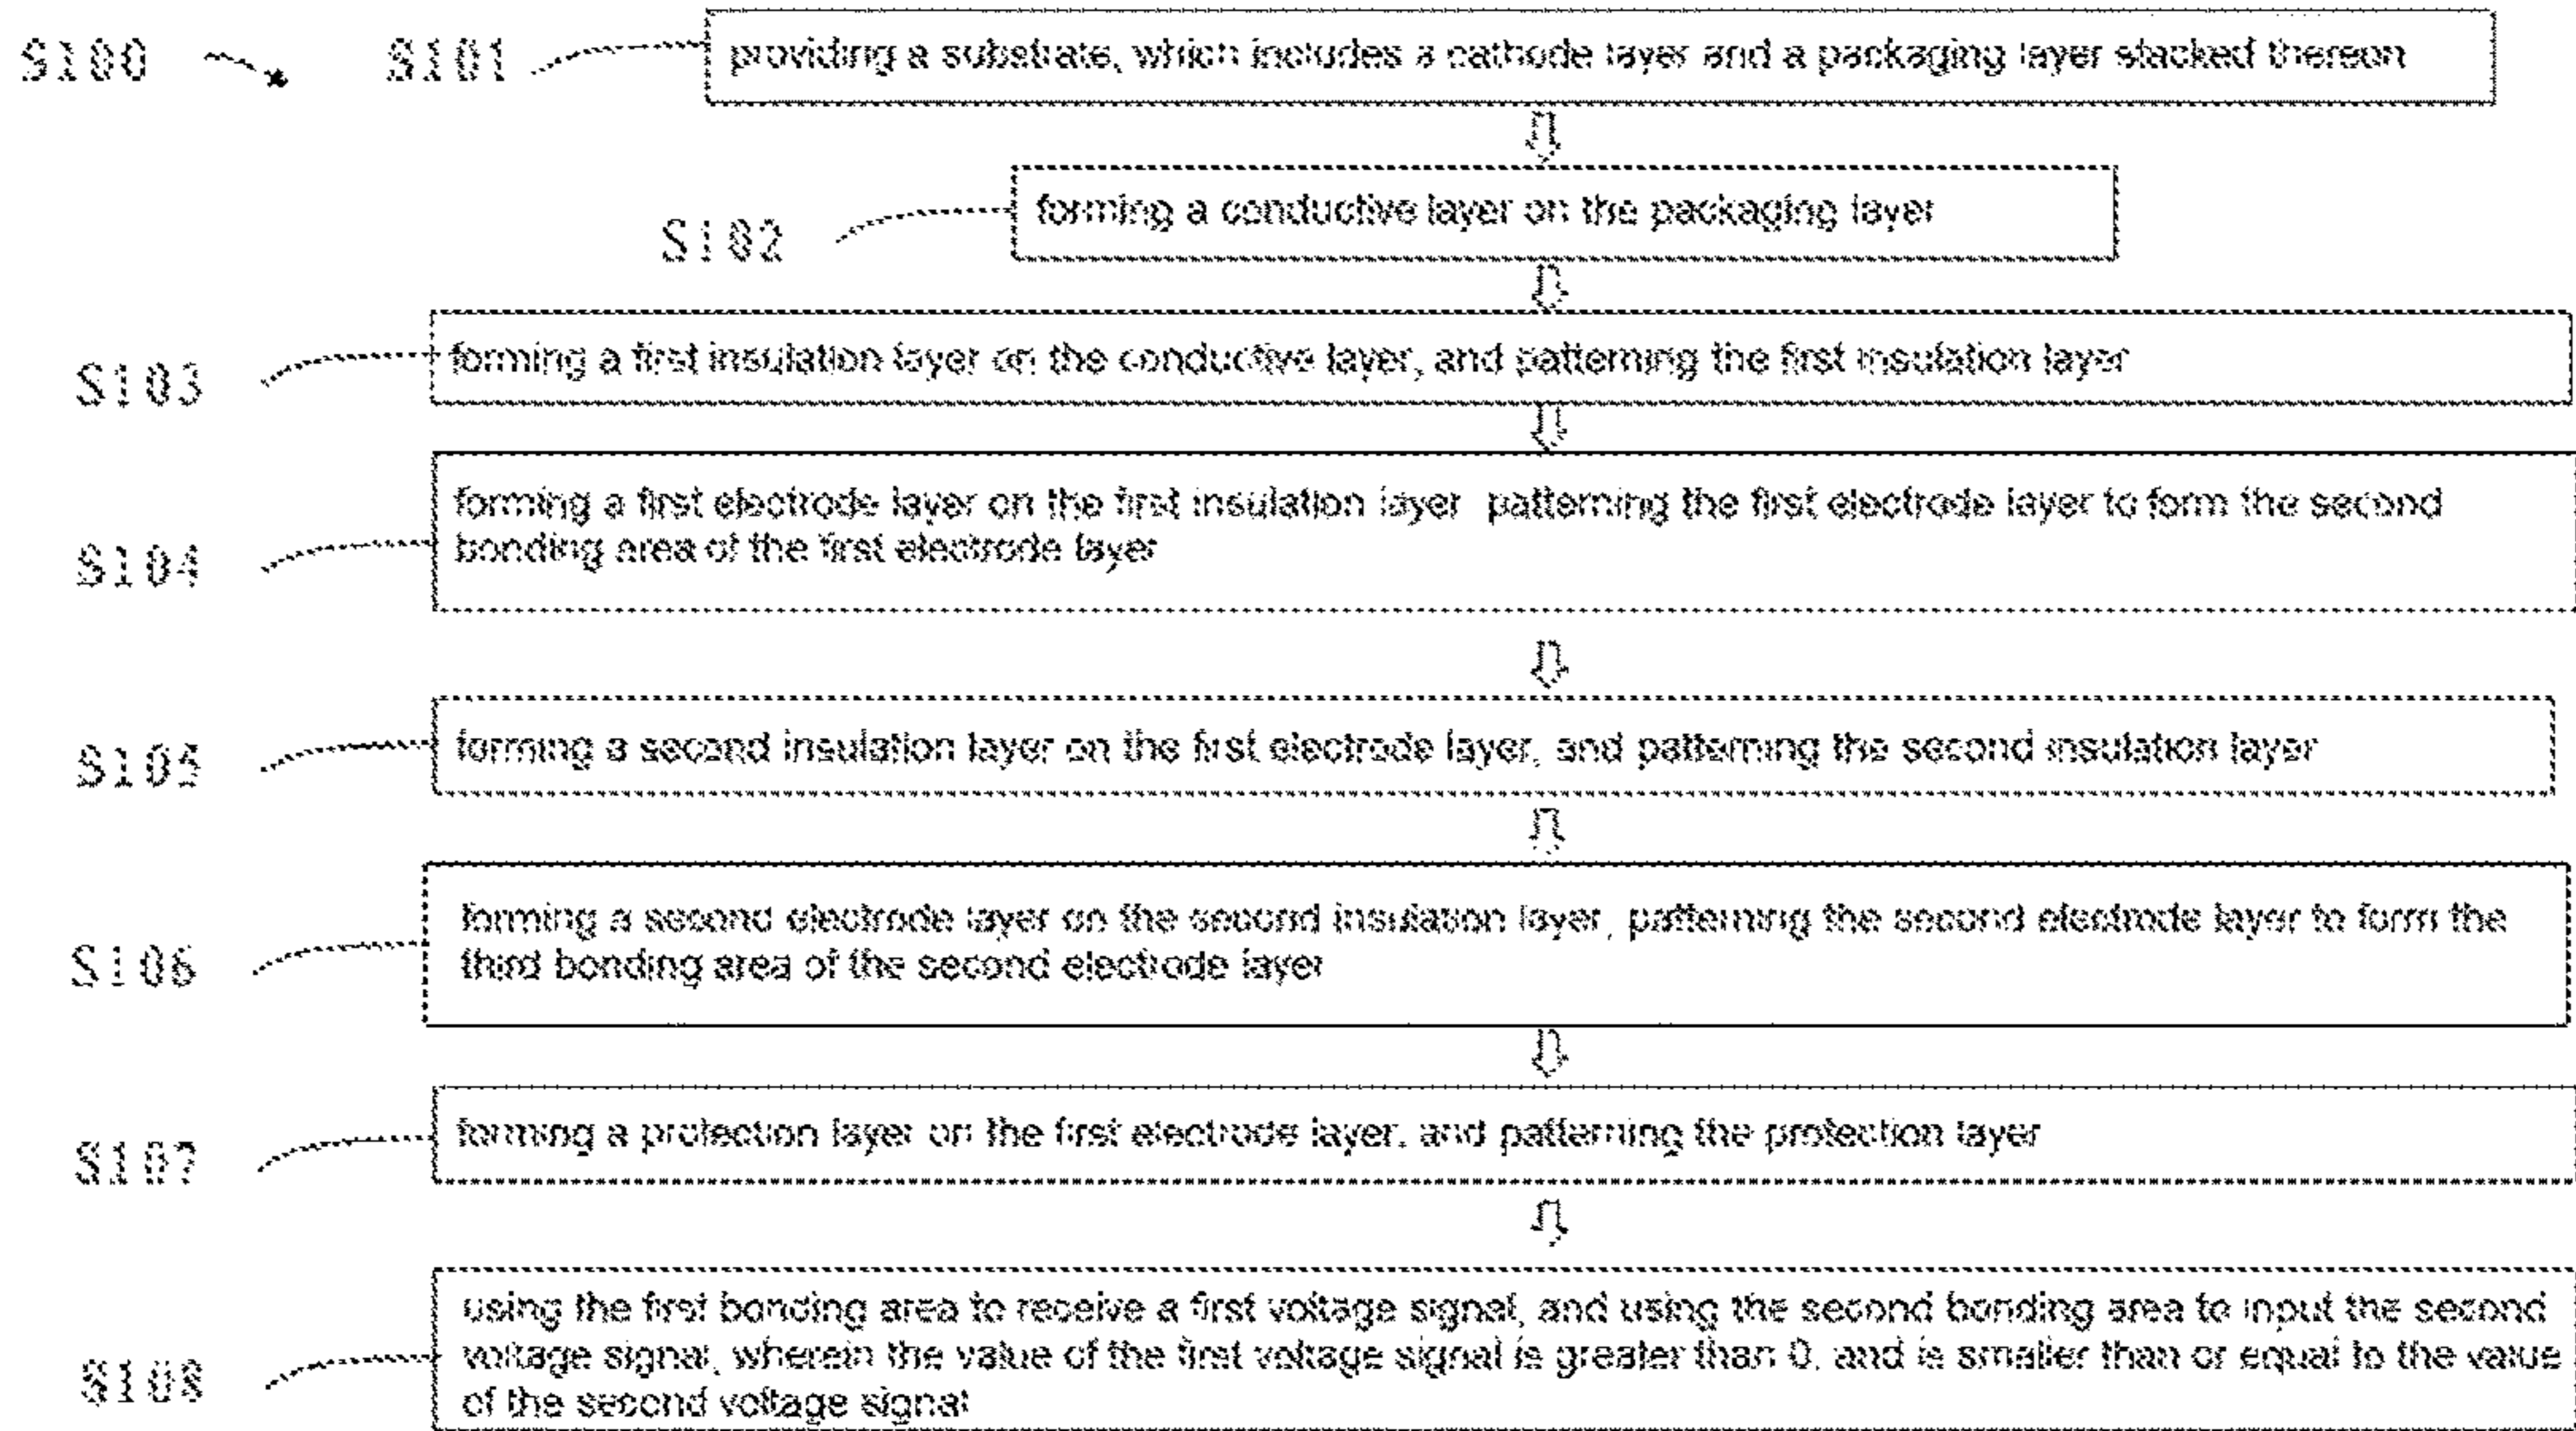 S100
S101
providing a substrate, which includes a cathode layer and a packaging layer stacked thereon
S102
forming a conductive layer on the packaging layer
S103
forming a first insulation layer on the conductive layer, and patterning the first insulation layer
S104
forming a first electrode layer on the first insulation layer patterning the first electrode layer to form the second
bonding area of the first electrode layer
S105
forming a second insulation layer on the first electrode layer, and patterning the second insulation layer
S106
forming a second electrode layer on the second insulation layer, patterning the second electrode layer to form the
third bonding area of the second electrode layer
S107
forming a protection layer on the first electrode layer, and patterning the protection layer
S108
using the first bonding area to receive a first voltage signal, and using the second bonding area to input the second
voltage signal, wherein the value of the first voltage signal is greater than 0, and is smaller than or equal to the value
of the second voltage signal